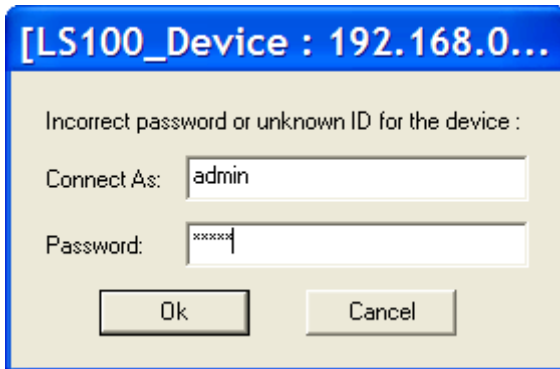 [LS100_Device : 192.168.0...
Incorrect password or unknown ID for the device :
Connect As: admin
Password: *****
Ok Cancel